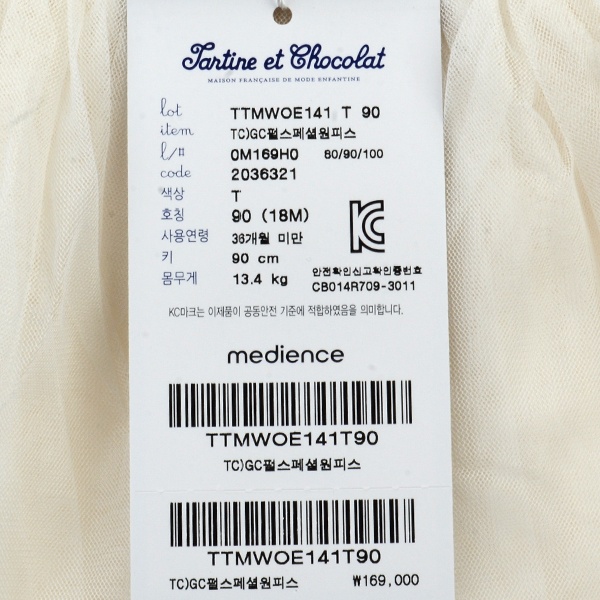 Tartine et Chocolat
MAISON FRANÇAISE DE MODE ENFANTINE
lot TTMWOE141 T 90
item TC)GC펄스페셜원피스
l/# 0M169H0 80/90/100
code 2036321
색상 T
호칭 90 (18M)
사용연령 36개월 미만
키 90 cm
몸무게 13.4 kg
안전확인신고확인증번호
CB014R709-3011
KC마크는 이제품이 공통안전 기준에 적합하였음을 의미합니다.
medience
TTMWOE141T90
TC)GC펄스페셜원피스
TTMWOE141T90
TC)GC펄스페셜원피스 ₩169,000